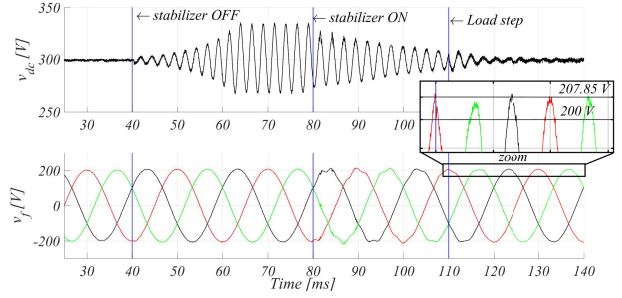 ← stabilizer OFF
← stabilizer ON
← Load step
350
300
250
v_dc [V]
30 40 50 60 70 80 90 100
207.85 V
200 V
zoom
200
0
-200
v_f [V]
30 40 50 60 70 80 90 100 110 120 130 140
Time [ms]